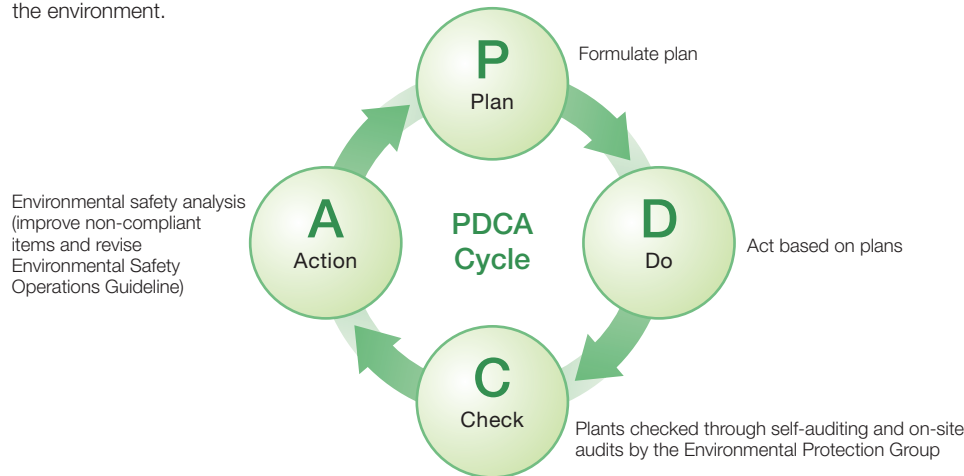 the environment.
P
Plan
Formulate plan
Environmental safety analysis
(improve non-compliant
items and revise
Environmental Safety
Operations Guideline)
A
Action
PDCA
Cycle
D
Do
Act based on plans
C
Check
Plants checked through self-auditing and on-site
audits by the Environmental Protection Group